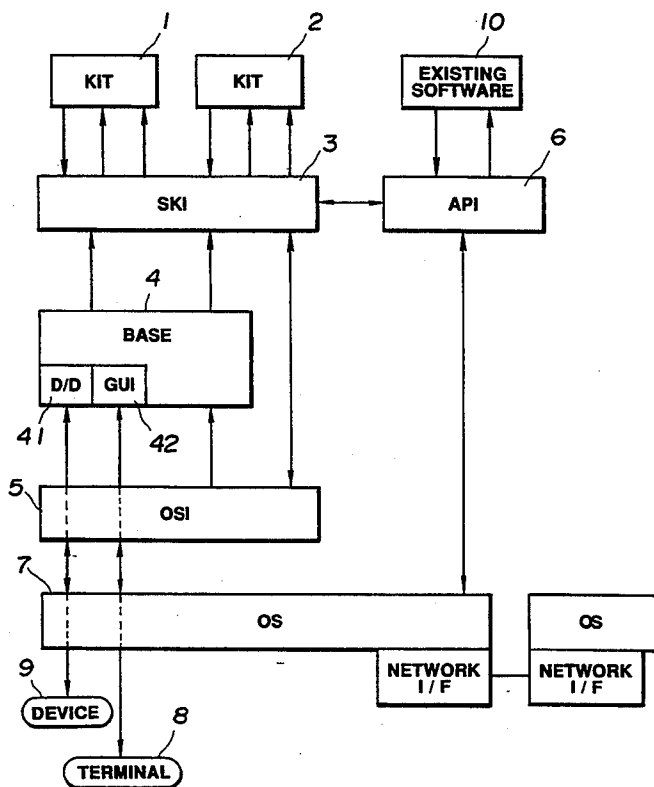 1
2
10
KIT
KIT
EXISTING
SOFTWARE
3
6
SKI
API
4
BASE
D/D
GUI
41
42
5
OSI
7
OS
OS
NETWORK
I / F
NETWORK
I / F
9
DEVICE
8
TERMINAL